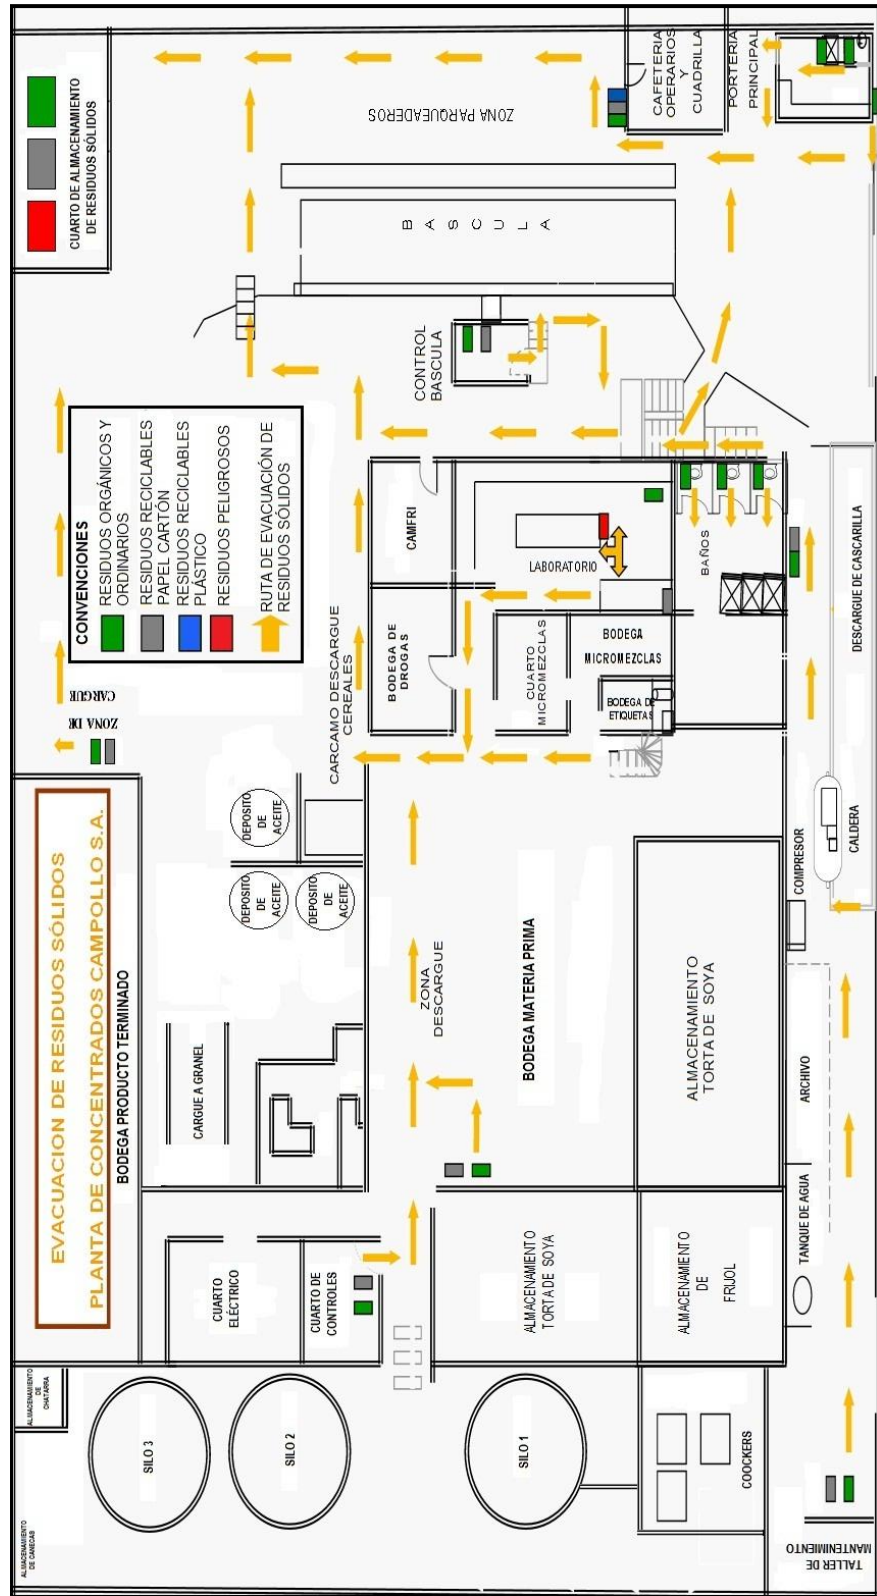 EVACUACION DE RESIDUOS SÓLIDOS
PLANTA DE CONCENTRADOS CAMPOLLO S.A.
BODEGA PRODUCTO TERMINADO
ZONA DE
CARGUE
CONVENCIONES
RESIDUOS ORGÁNICOS Y
ORDINARIOS
RESIDUOS RECICLABLES
PAPEL CARTÓN
RESIDUOS RECICLABLES
PLÁSTICO
RESIDUOS PELIGROSOS
RUTA DE EVACUACIÓN DE
RESIDUOS SÓLIDOS
CUARTO DE ALMACENAMIENTO
DE RESIDUOS SÓLIDOS
ALMACENAMIENTO
DE CANECAS
ALMACENAMIENTO
DE
CHATARRA
SILO 3
SILO 2
SILO 1
COOCKERS
TALLER DE
MANTENIMIENTO
CUARTO
ELÉCTRICO
CUARTO DE
CONTROLES
CARGUE A GRANEL
DEPOSITO
DE
ACEITE
DEPOSITO
DE
ACEITE
DEPOSITO
DE
ACEITE
CARCAMO DESCARGUE
CEREALES
ZONA
DESCARGUE
BODEGA MATERIA PRIMA
ALMACENAMIENTO
TORTA DE SOYA
ALMACENAMIENTO
DE
FRIJOL
ALMACENAMIENTO
TORTA DE SOYA
TANQUE DE AGUA
ARCHIVO
COMPRESOR
CALDERA
DESCARGUE DE CASCARILLA
BODEGA DE
DROGAS
CAMFRI
CUARTO
MICROMEZCLAS
BODEGA
MICROMEZCLAS
BODEGA DE
ETIQUETAS
LABORATORIO
BAÑOS
CONTROL
BASCULA
BASCULA
ZONA PARQUEADEROS
CAFETERIA
OPERARIOS
Y
CUADRILLA
PORTERIA
PRINCIPAL